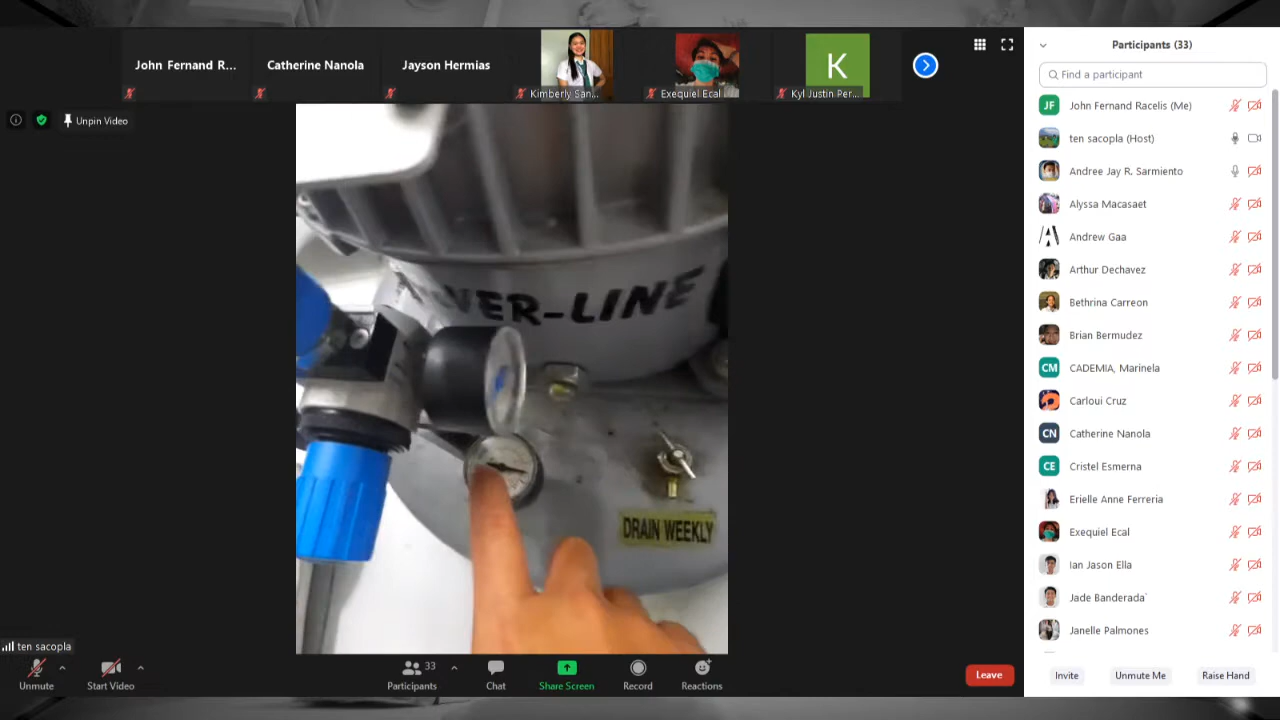 John Fernand R...
Catherine Nanola
Jayson Hermias
Kimberly San...
Exequiel Ecal
K
Kyl Justin Per...
Unpin Video
VER-LINE
DRAIN WEEKLY
ten sacopla
Unmute
Start Video
33
Participants
Chat
Share Screen
Record
Reactions
Leave
Participants (33)
Find a participant
JF John Fernand Racelis (Me)
ten sacopla (Host)
Andree Jay R. Sarmiento
Alyssa Macasaet
Andrew Gaa
Arthur Dechavez
Bethrina Carreon
Brian Bermudez
CM CADEMIA, Marinela
Carloui Cruz
CN Catherine Nanola
CE Cristel Esmerna
Erielle Anne Ferreria
Exequiel Ecal
Ian Jason Ella
Jade Banderada`
Janelle Palmones
Invite
Unmute Me
Raise Hand